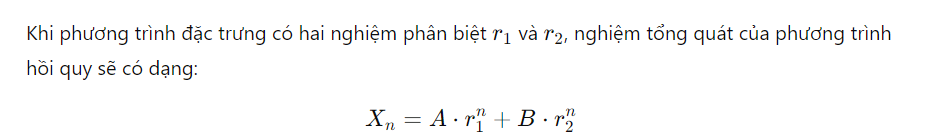 Khi phương trình đặc trưng có hai nghiệm phân biệt r₁ và r₂, nghiệm tổng quát của phương trình
hồi quy sẽ có dạng:
Xₙ = A · r₁ⁿ + B · r₂ⁿ